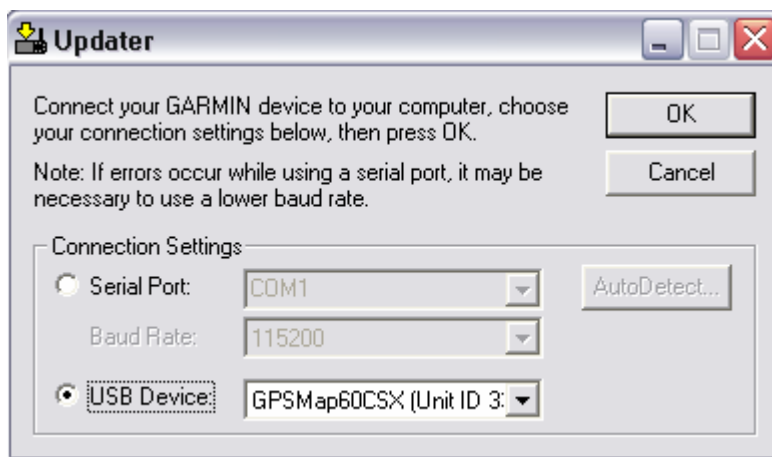 Updater
Connect your GARMIN device to your computer, choose
your connection settings below, then press OK.
OK
Note: If errors occur while using a serial port, it may be
necessary to use a lower baud rate.
Cancel
Connection Settings
Serial Port:
COM1
AutoDetect...
Baud Rate:
115200
USB Device:
GPSMap60CSX (Unit ID 3